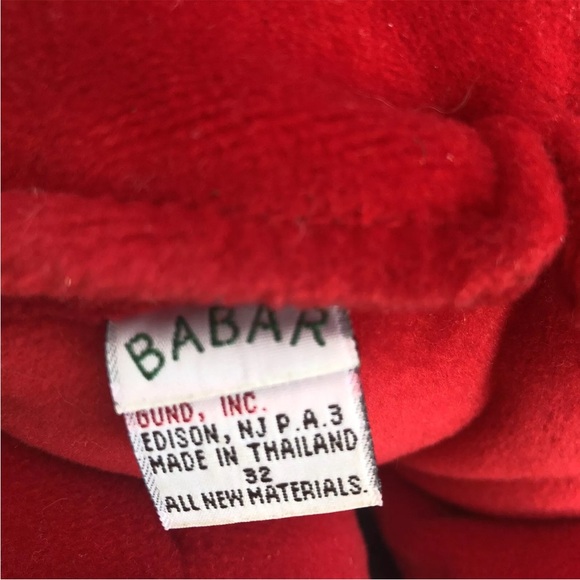 BABAR
GUND, INC.
EDISON, NJ P.A.3
MADE IN THAILAND
32
ALL NEW MATERIALS.